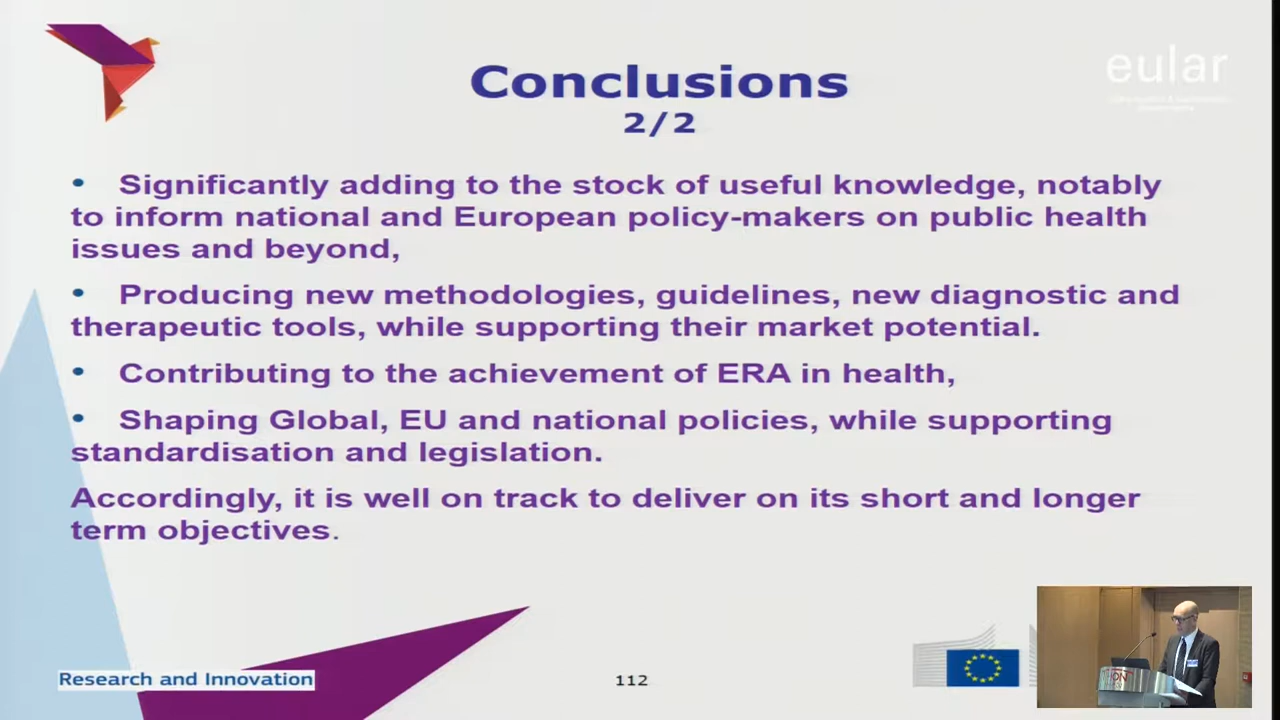 eular
Conclusions
2/2
• Significantly adding to the stock of useful knowledge, notably
to inform national and European policy-makers on public health
issues and beyond,
• Producing new methodologies, guidelines, new diagnostic and
therapeutic tools, while supporting their market potential.
• Contributing to the achievement of ERA in health,
• Shaping Global, EU and national policies, while supporting
standardisation and legislation.
Accordingly, it is well on track to deliver on its short and longer
term objectives.
Research and Innovation
112